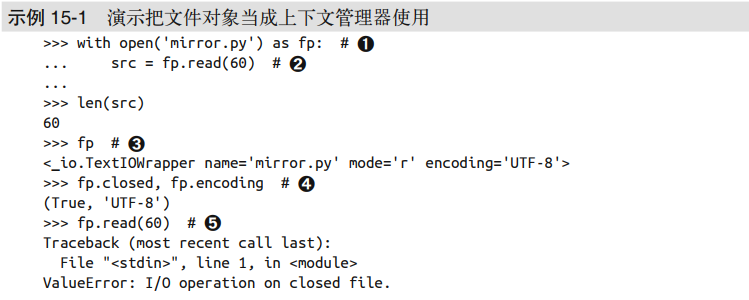 示例 15-1 演示把文件对象当成上下文管理器使用
>>> with open('mirror.py') as fp:  # ❶
...     src = fp.read(60)  # ❷
...
>>> len(src)
60
>>> fp  # ❸
<_io.TextIOWrapper name='mirror.py' mode='r' encoding='UTF-8'>
>>> fp.closed, fp.encoding  # ❹
(True, 'UTF-8')
>>> fp.read(60)  # ❺
Traceback (most recent call last):
  File "<stdin>", line 1, in <module>
ValueError: I/O operation on closed file.